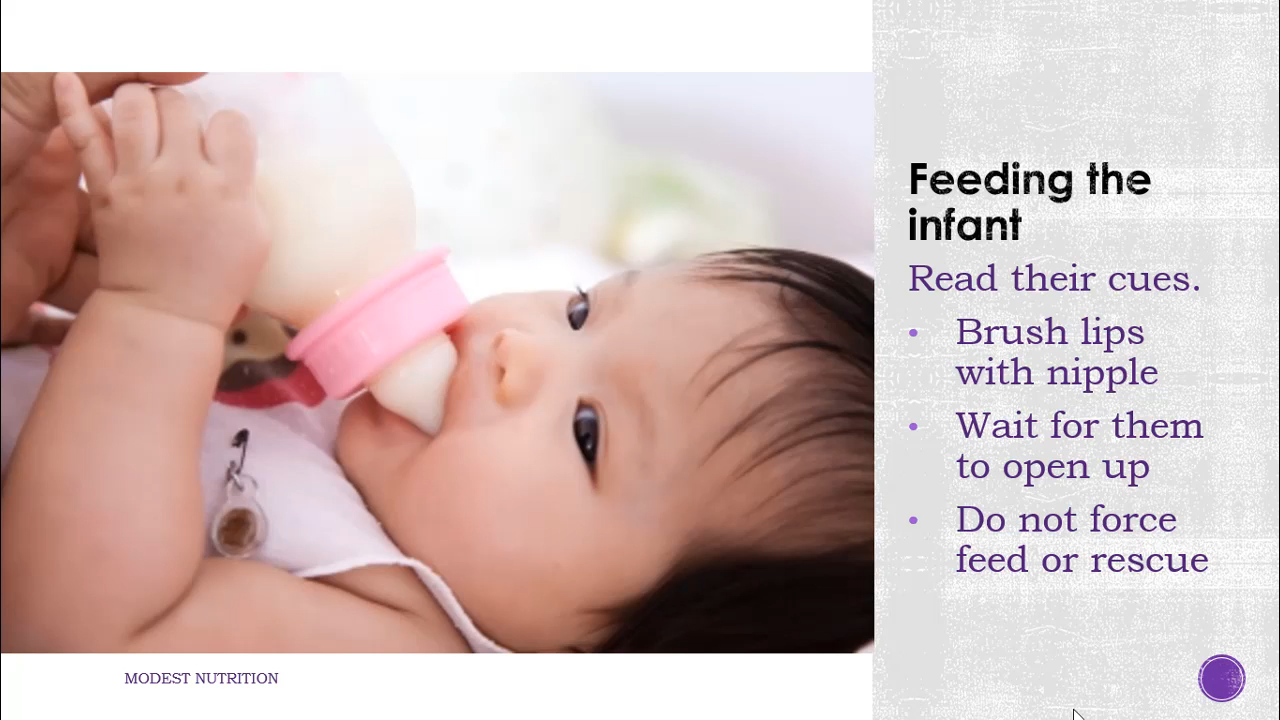 Feeding the
infant
Read their cues.
• Brush lips
with nipple
• Wait for them
to open up
• Do not force
feed or rescue
MODEST NUTRITION